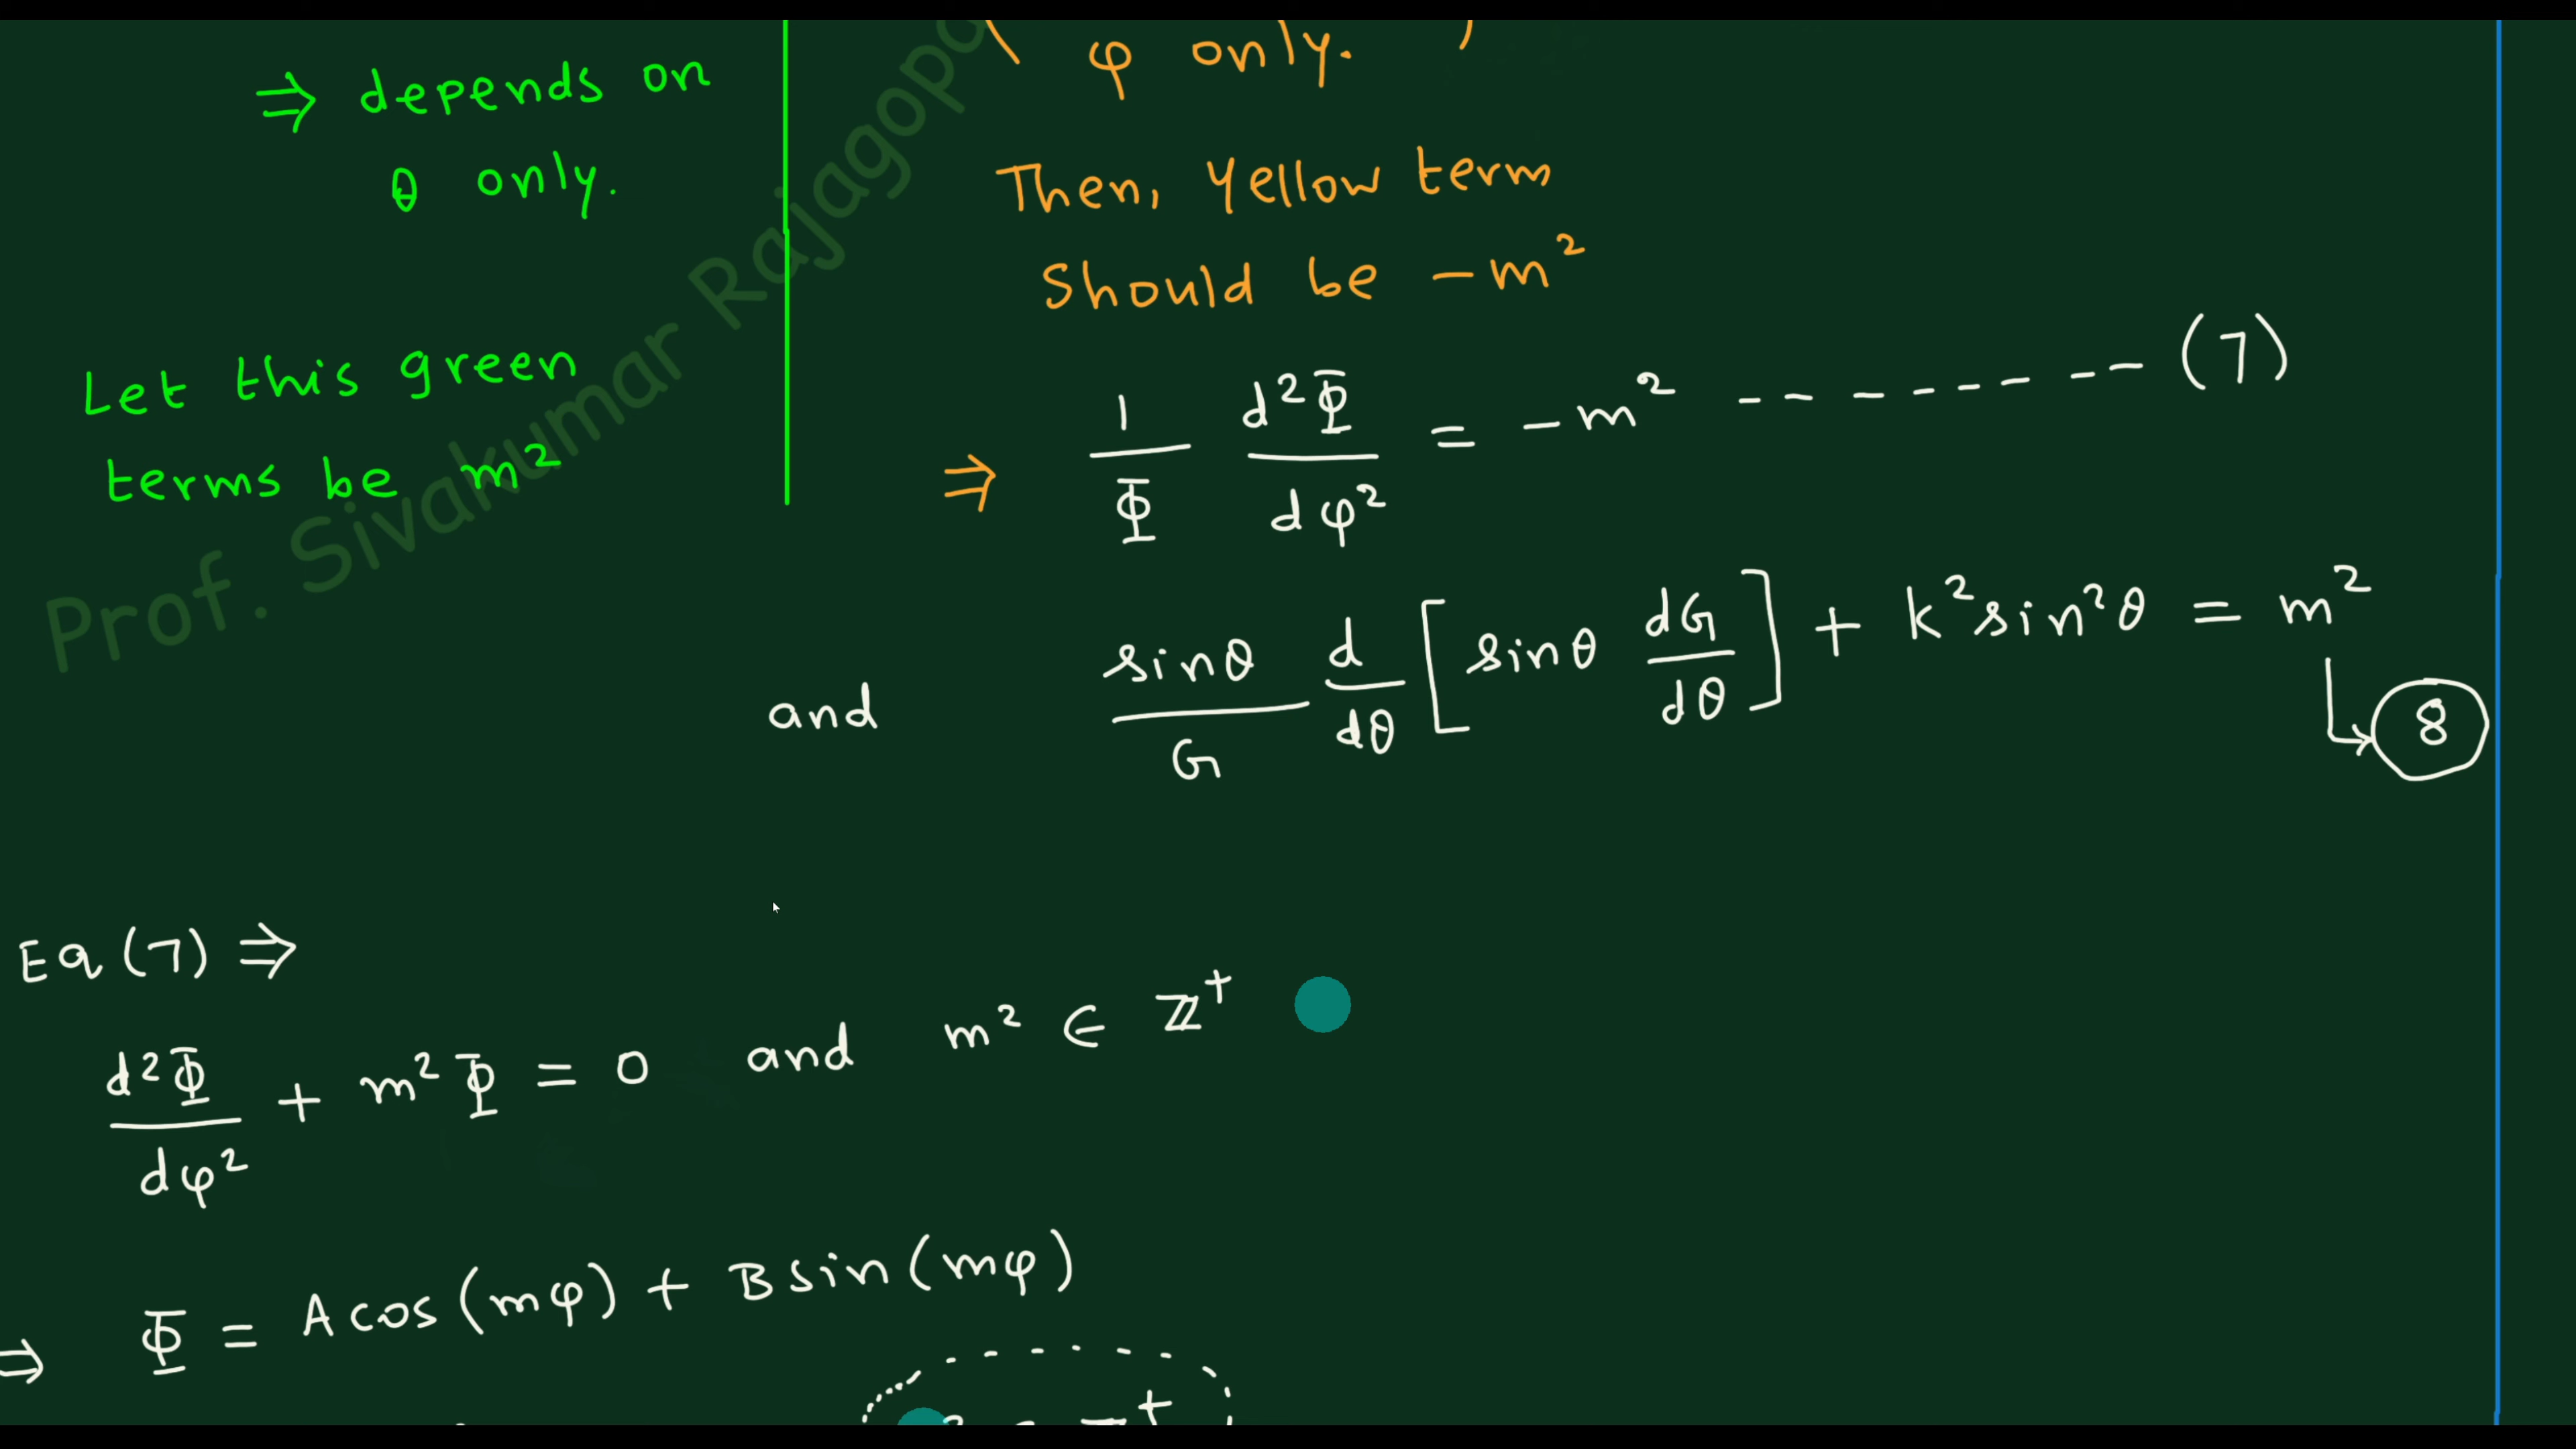 ⇒ depends on
θ only.
Let this green
terms be m²
φ only. )
Then, Yellow term
Should be −m²
⇒ 1/Φ d²Φ/dφ² = −m² --------- (7)
and sinθ/G d/dθ [sinθ dG/dθ] + k² sin²θ = m²
↳ 8
Eq (7) ⇒
d²Φ/dφ² + m²Φ = 0 and m² ∈ ℤ⁺
⇒ Φ = A cos(mφ) + B sin(mφ)
Prof. Sivakumar